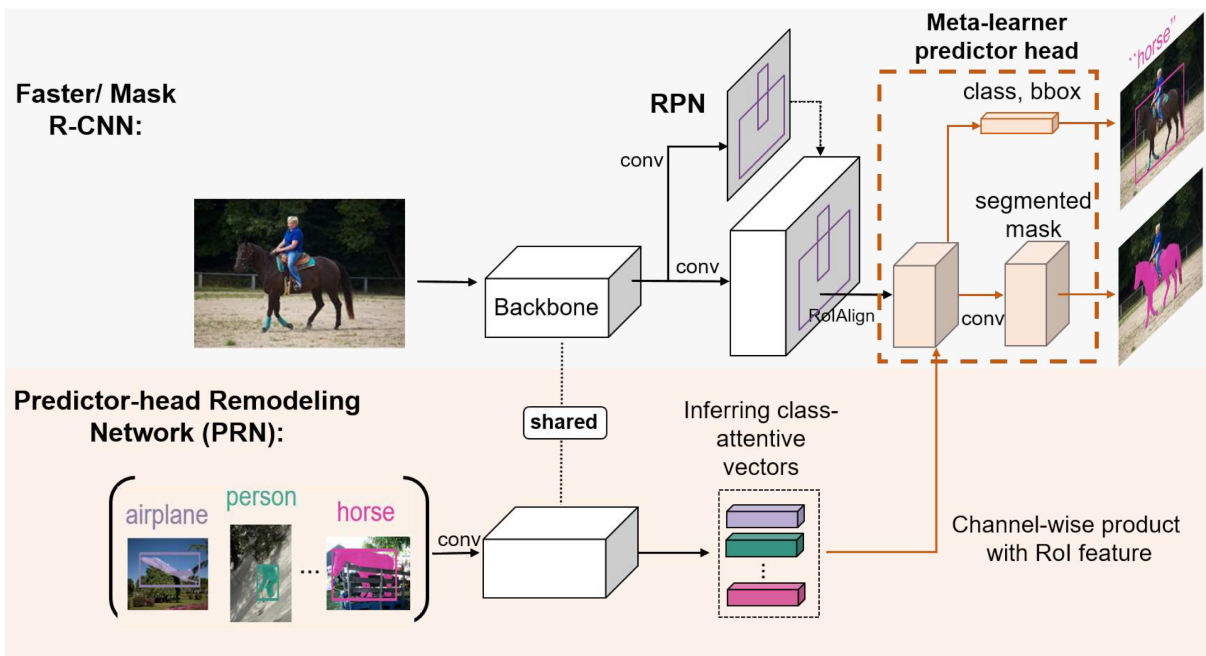 Meta-learner
predictor head
"horse"
Faster/ Mask
R-CNN:
RPN
class, bbox
conv
segmented
mask
Backbone
conv
RoIAlign
conv
Predictor-head Remodeling
Network (PRN):
shared
Inferring class-
attentive
vectors
airplane
person
horse
conv
...
Channel-wise product
with RoI feature